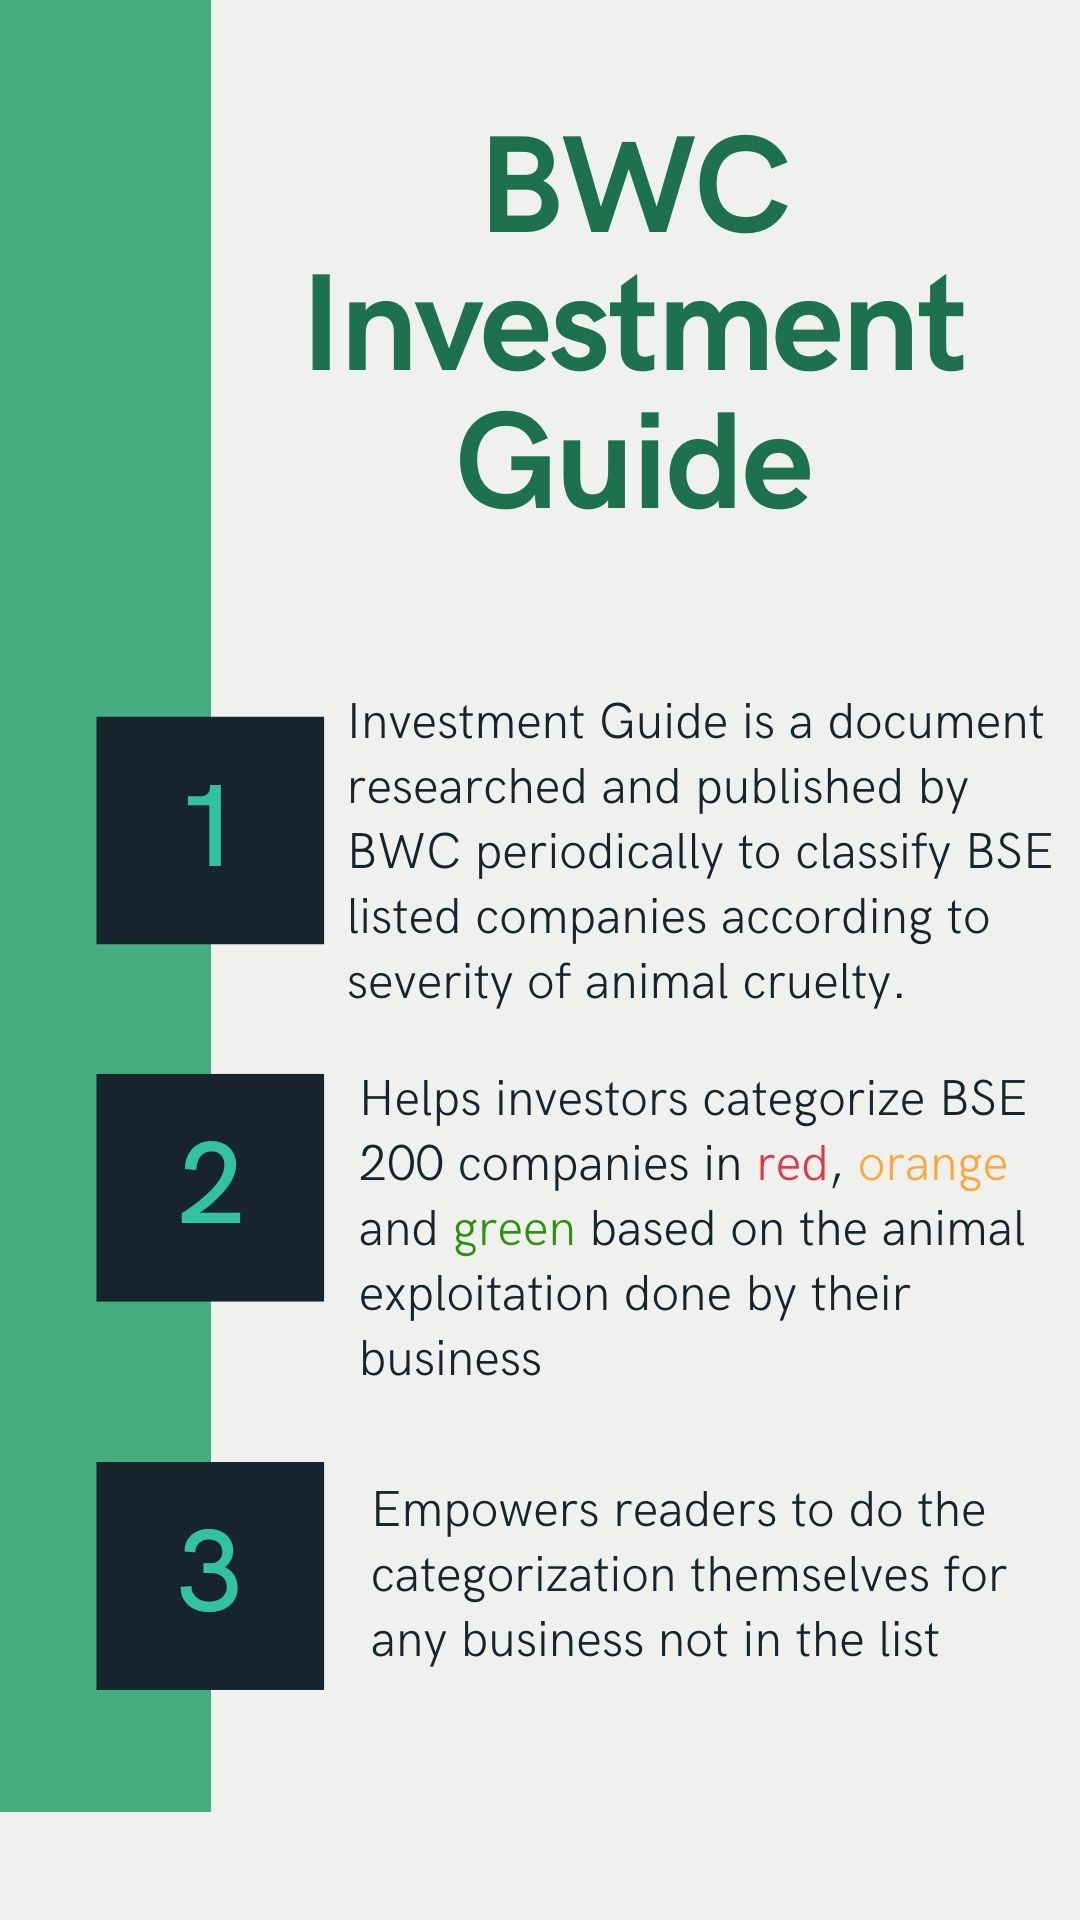 BWC
Investment
Guide
1
Investment Guide is a document
researched and published by
BWC periodically to classify BSE
listed companies according to
severity of animal cruelty.
2
Helps investors categorize BSE
200 companies in red, orange
and green based on the animal
exploitation done by their
business
3
Empowers readers to do the
categorization themselves for
any business not in the list